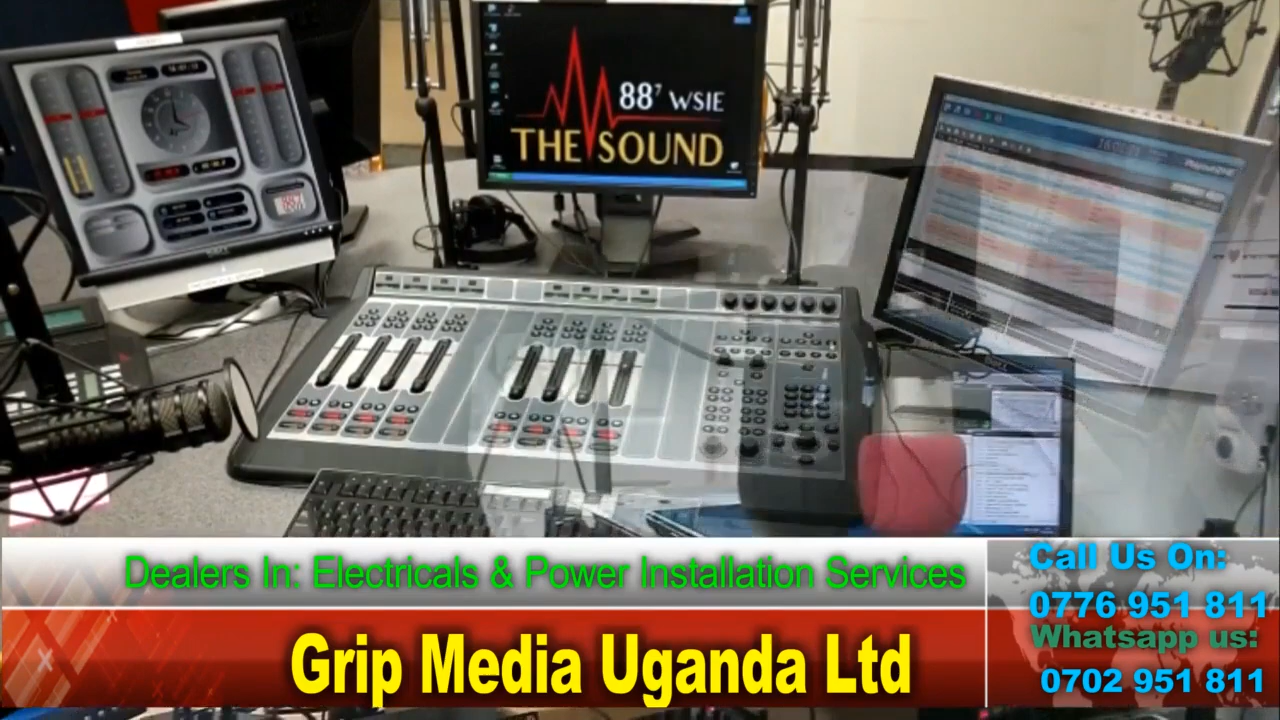 88⁷ WSIE
THE SOUND
Dealers In: Electricals & Power Installation Services
Grip Media Uganda Ltd
Call Us On:
0776 951 811
Whatsapp us:
0702 951 811